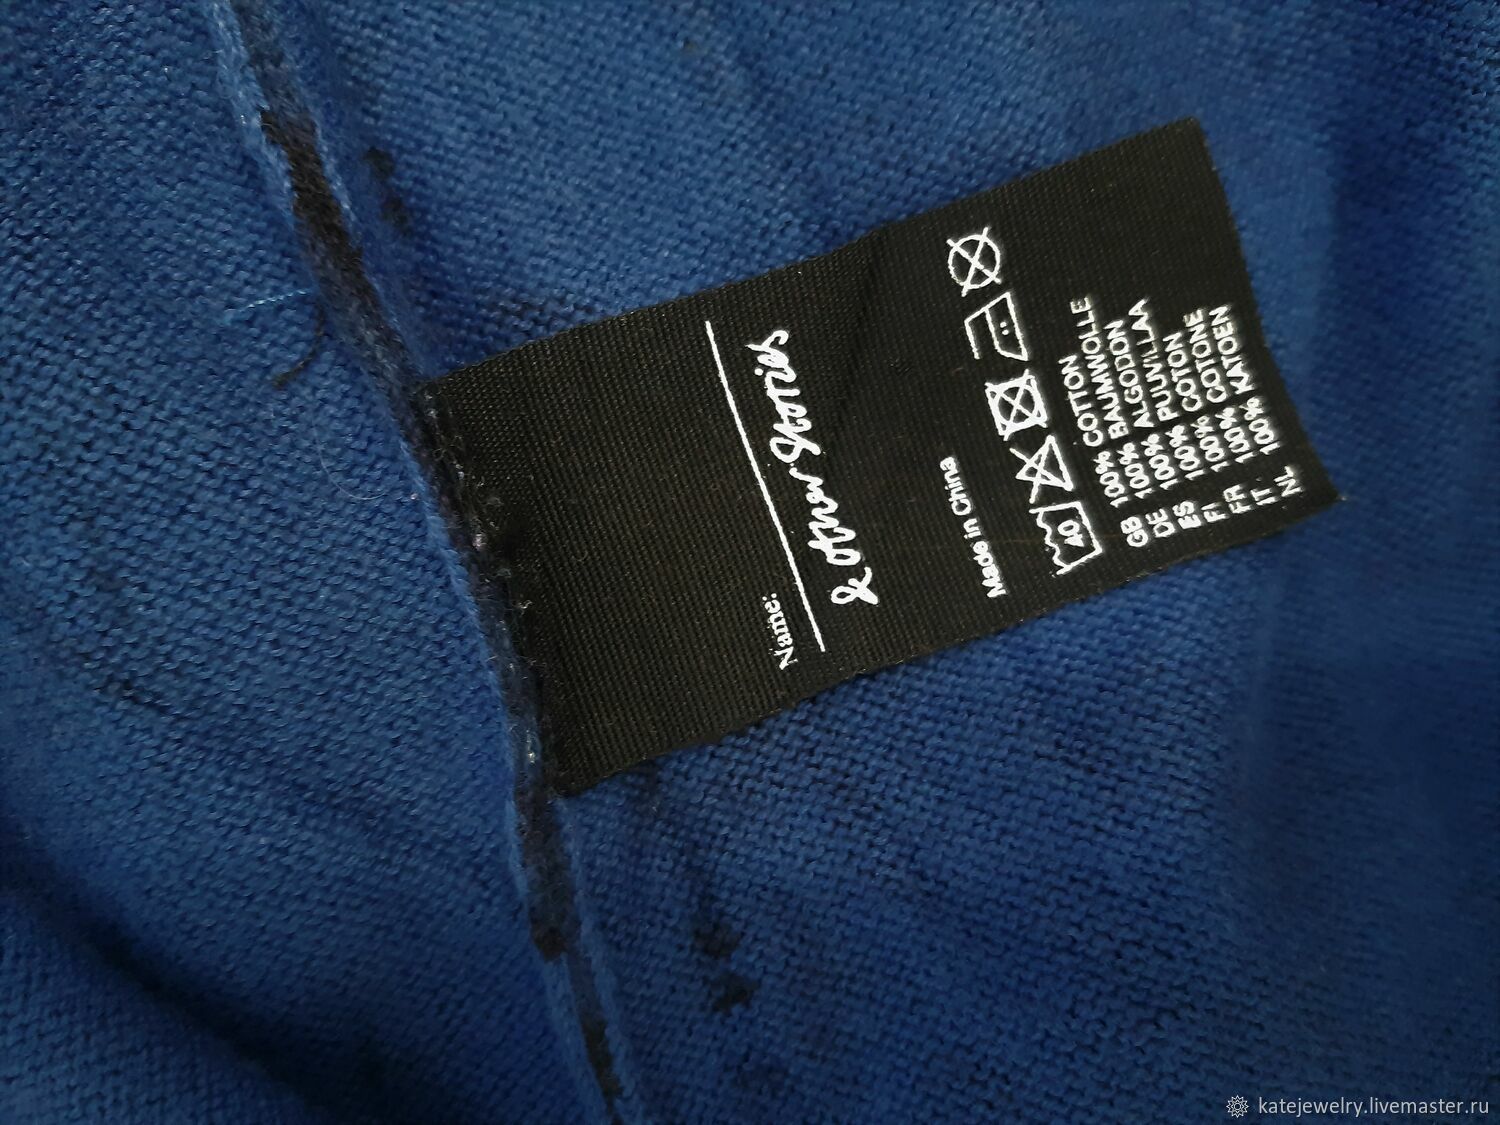 Name:
& Other Stories
Made in China
40
GB 100% COTTON
DE 100% BAUMWOLLE
ES 100% ALGODON
FI 100% PUUVILLAA
FR 100% COTON
IT 100% COTONE
NL 100% KATOEN
katejewelry.livemaster.ru